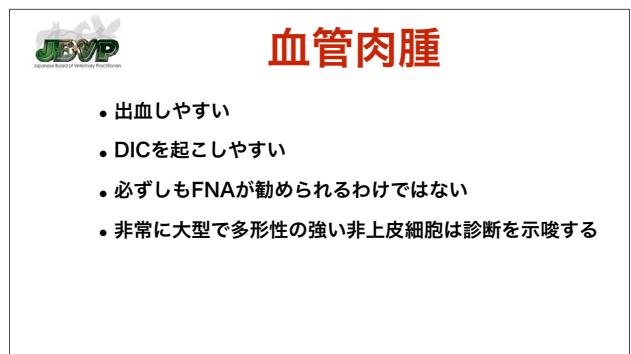 JBVP
Japanese Board of Veterinary Practitioners
血管肉腫
• 出血しやすい
• DICを起こしやすい
• 必ずしもFNAが勧められるわけではない
• 非常に大型で多形性の強い非上皮細胞は診断を示唆する